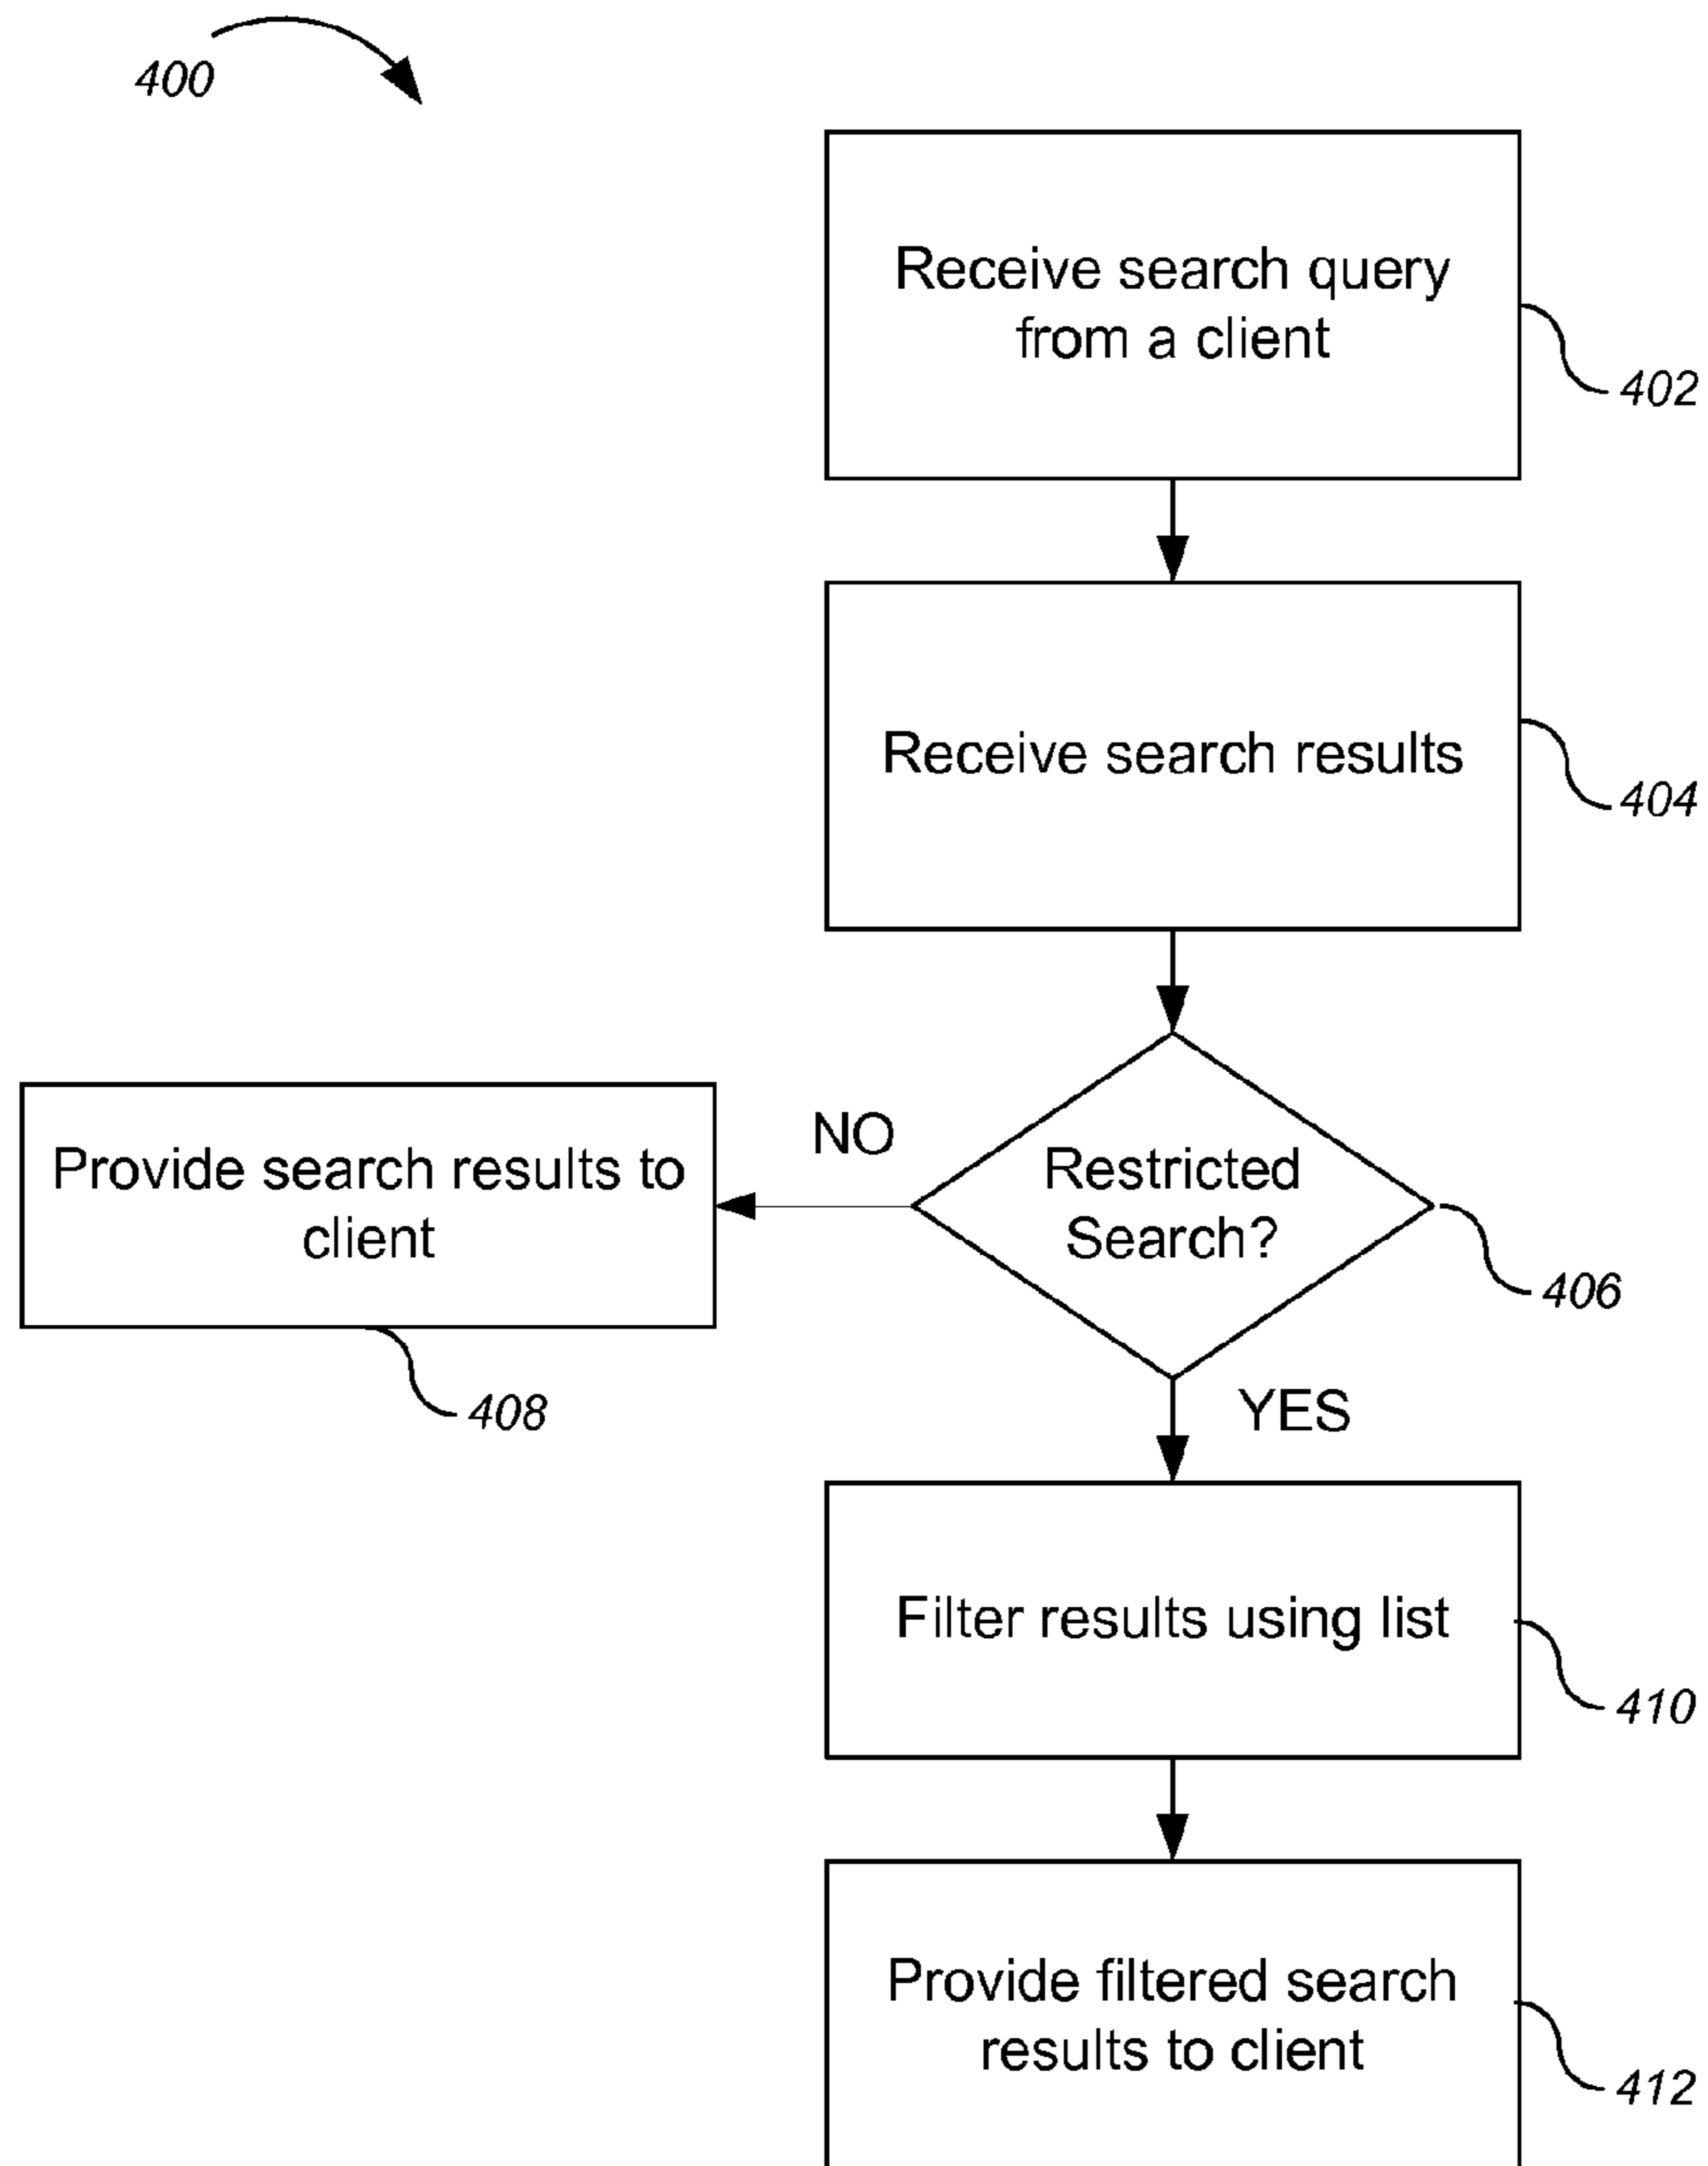 400
Receive search query
from a client
402
Receive search results
404
Restricted
Search?
406
NO
Provide search results to
client
408
YES
Filter results using list
410
Provide filtered search
results to client
412